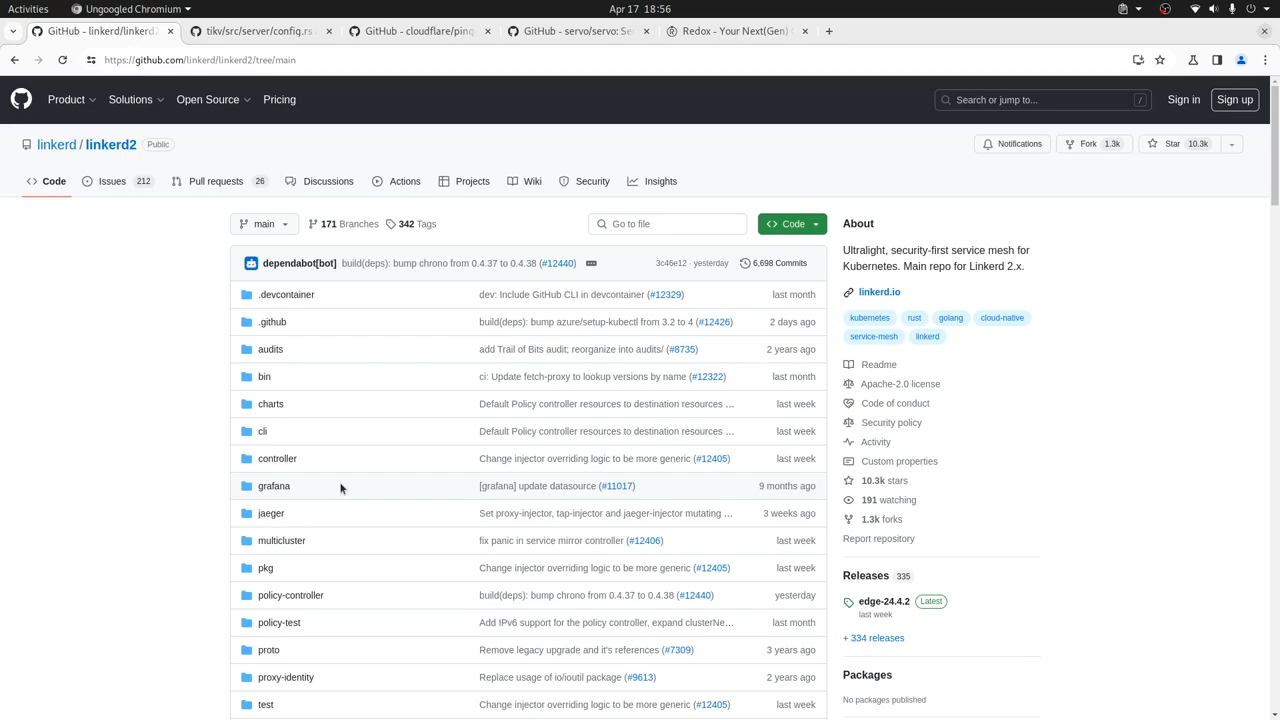 Activities Ungoogled Chromium Apr 17 18:56
GitHub - linkerd/linkerd2 tikv/src/server/config.rs GitHub - cloudflare/ping GitHub - servo/servo: Se Redox - Your Next(Gen)
https://github.com/linkerd/linkerd2/tree/main
Product Solutions Open Source Pricing Search or jump to... / Sign in Sign up
linkerd / linkerd2 Public Notifications Fork 1.3k Star 10.3k
Code Issues 212 Pull requests 26 Discussions Actions Projects Wiki Security Insights
main 171 Branches 342 Tags Go to file Code
dependabot[bot] build(deps): bump chrono from 0.4.37 to 0.4.38 (#12440) 3c46e12 · yesterday 6,698 Commits
.devcontainer dev: Include GitHub CLI in devcontainer (#12329) last month
.github build(deps): bump azure/setup-kubectl from 3.2 to 4 (#12426) 2 days ago
audits add Trail of Bits audit; reorganize into audits/ (#8735) 2 years ago
bin ci: Update fetch-proxy to lookup versions by name (#12322) last month
charts Default Policy controller resources to destination resources … last week
cli Default Policy controller resources to destination resources … last week
controller Change injector overriding logic to be more generic (#12405) last week
grafana [grafana] update datasource (#11017) 9 months ago
jaeger Set proxy-injector, tap-injector and jaeger-injector mutating … 3 weeks ago
multicluster fix panic in service mirror controller (#12406) last week
pkg Change injector overriding logic to be more generic (#12405) last week
policy-controller build(deps): bump chrono from 0.4.37 to 0.4.38 (#12440) yesterday
policy-test Add IPv6 support for the policy controller, expand clusterNe… last month
proto Remove legacy upgrade and it's references (#7309) 3 years ago
proxy-identity Replace usage of io/ioutil package (#9613) 2 years ago
test Change injector overriding logic to be more generic (#12405) last week
About
Ultralight, security-first service mesh for
Kubernetes. Main repo for Linkerd 2.x.
linkerd.io
kubernetes rust golang cloud-native
service-mesh linkerd
Readme
Apache-2.0 license
Code of conduct
Security policy
Activity
Custom properties
10.3k stars
191 watching
1.3k forks
Report repository
Releases 335
edge-24.4.2 Latest
last week
+ 334 releases
Packages
No packages published